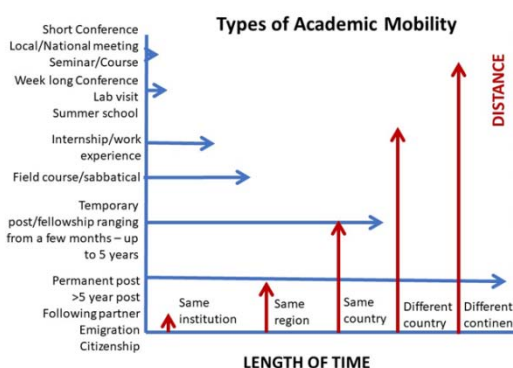 Types of Academic Mobility
Short Conference
Local/National meeting
Seminar/Course
Week long Conference
Lab visit
Summer school
Internship/work
experience
Field course/sabbatical
Temporary
post/fellowship ranging
from a few months – up
to 5 years
Permanent post
>5 year post
Following partner
Emigration
Citizenship
DISTANCE
Same
institution
Same
region
Same
country
Different
country
Different
continen
LENGTH OF TIME